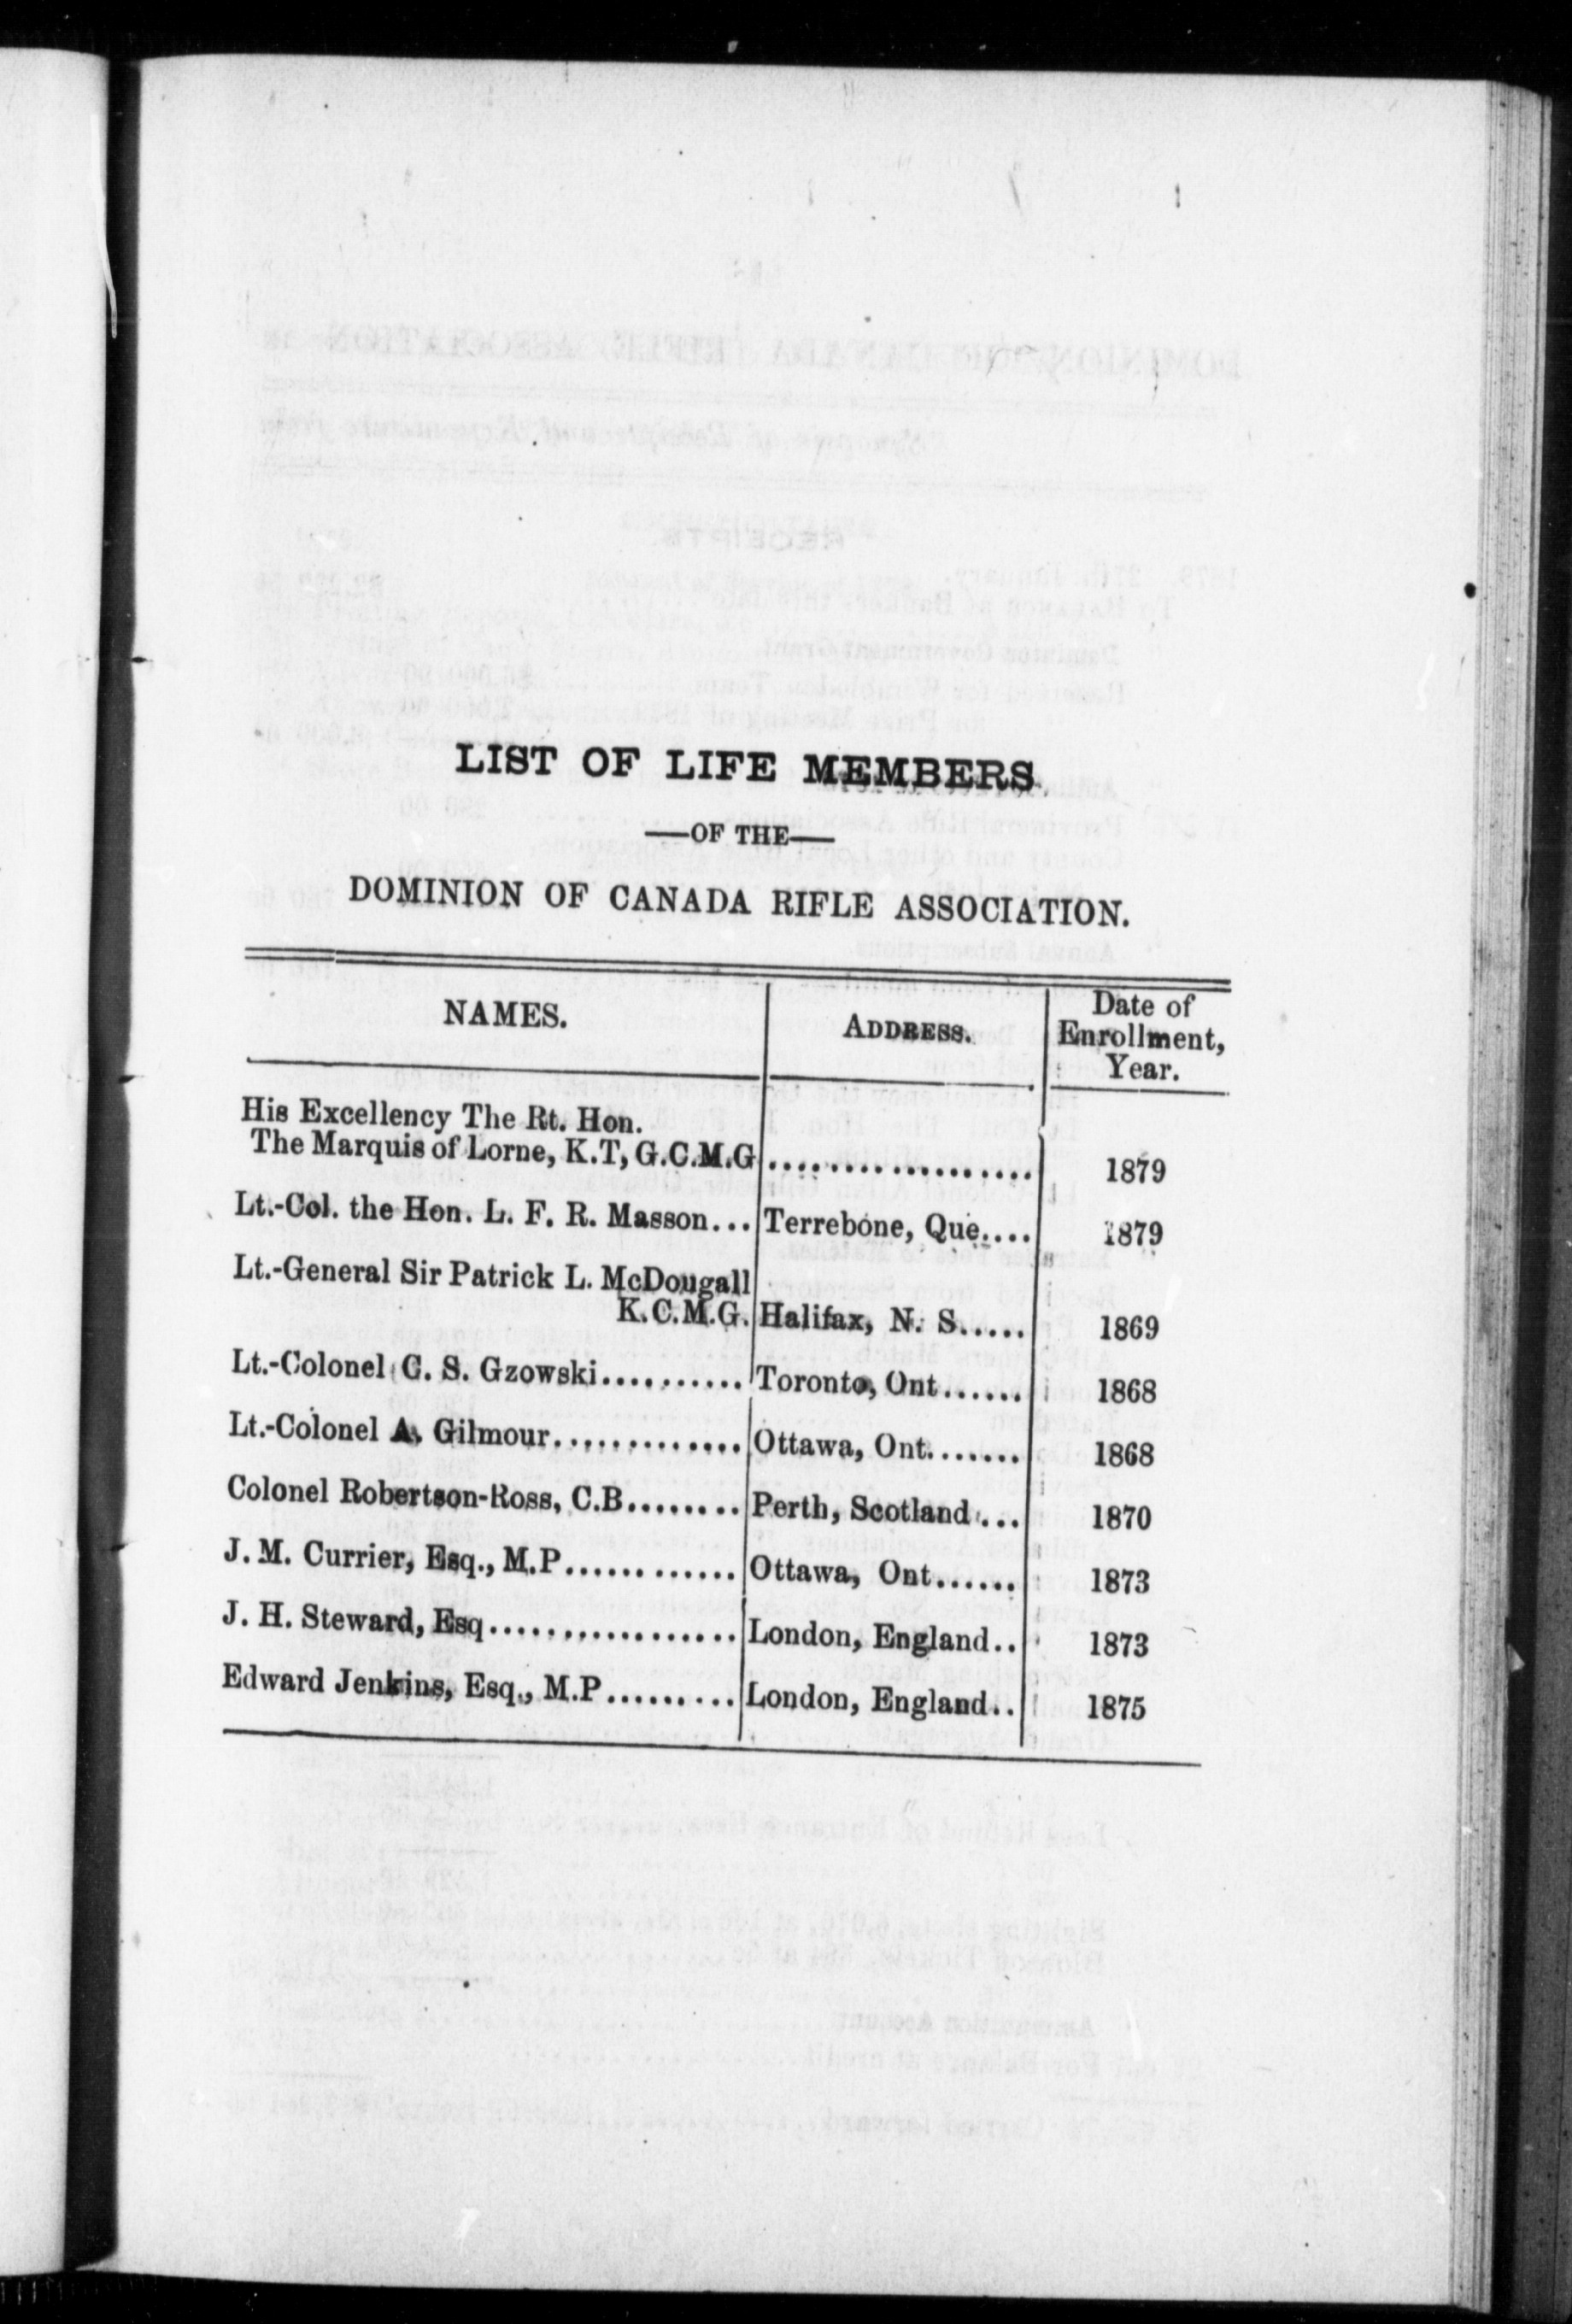 LIST OF LIFE MEMBERS
—OF THE—
DOMINION OF CANADA RIFLE ASSOCIATION.
NAMES. ADDRESS. Date of
Enrollment,
Year.
His Excellency The Rt. Hon.
The Marquis of Lorne, K.T, G.C.M.G .................. 1879
Lt.-Col. the Hon. L. F. R. Masson... Terrebone, Que.... 1879
Lt.-General Sir Patrick L. McDougall
K.C.M.G. Halifax, N. S..... 1869
Lt.-Colonel C. S. Gzowski.......... Toronto, Ont...... 1868
Lt.-Colonel A. Gilmour............. Ottawa, Ont....... 1868
Colonel Robertson-Ross, C.B........ Perth, Scotland ... 1870
J. M. Currier, Esq., M.P............ Ottawa, Ont...... 1873
J. H. Steward, Esq................. London, England.. 1873
Edward Jenkins, Esq., M.P......... London, England.. 1875